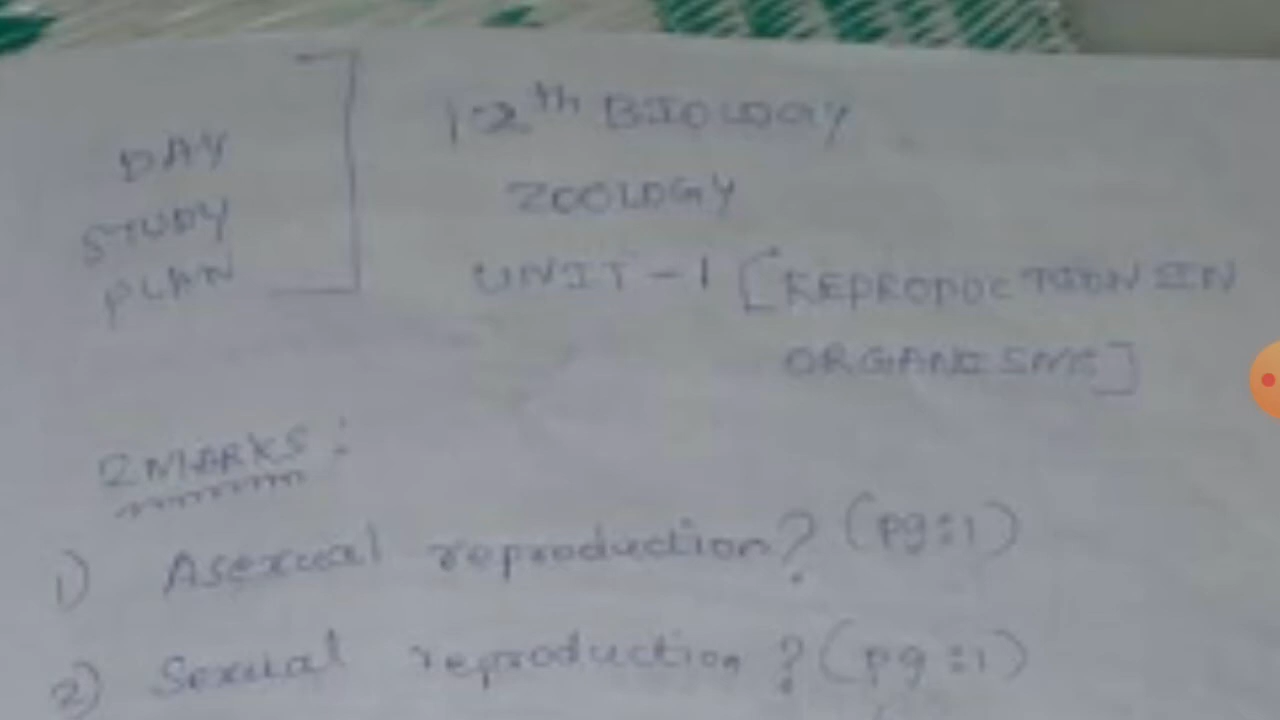 DAY
STUDY
PLAN
12th BIOLOGY
ZOOLOGY
UNIT-1 [REPRODUCTION IN
ORGANISMS]
2 MARKS:
1) Asexual reproduction? (pg:1)
2) Sexual reproduction? (pg:1)